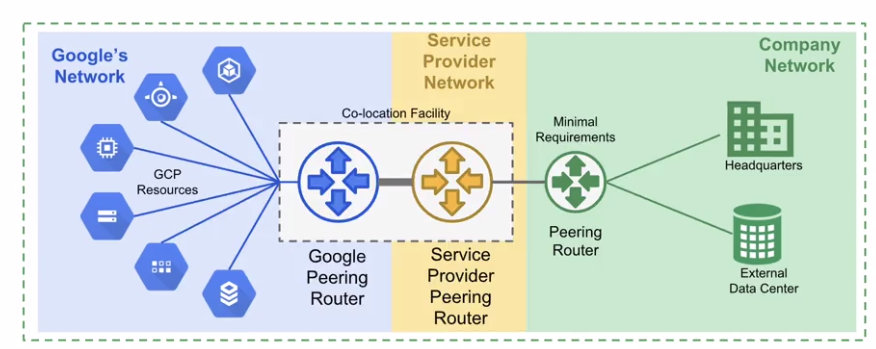 Google's
Network
Service
Provider
Network
Company
Network
Co-location Facility
Minimal
Requirements
GCP
Resources
Headquarters
Google
Peering
Router
Service
Provider
Peering
Router
Peering
Router
External
Data Center